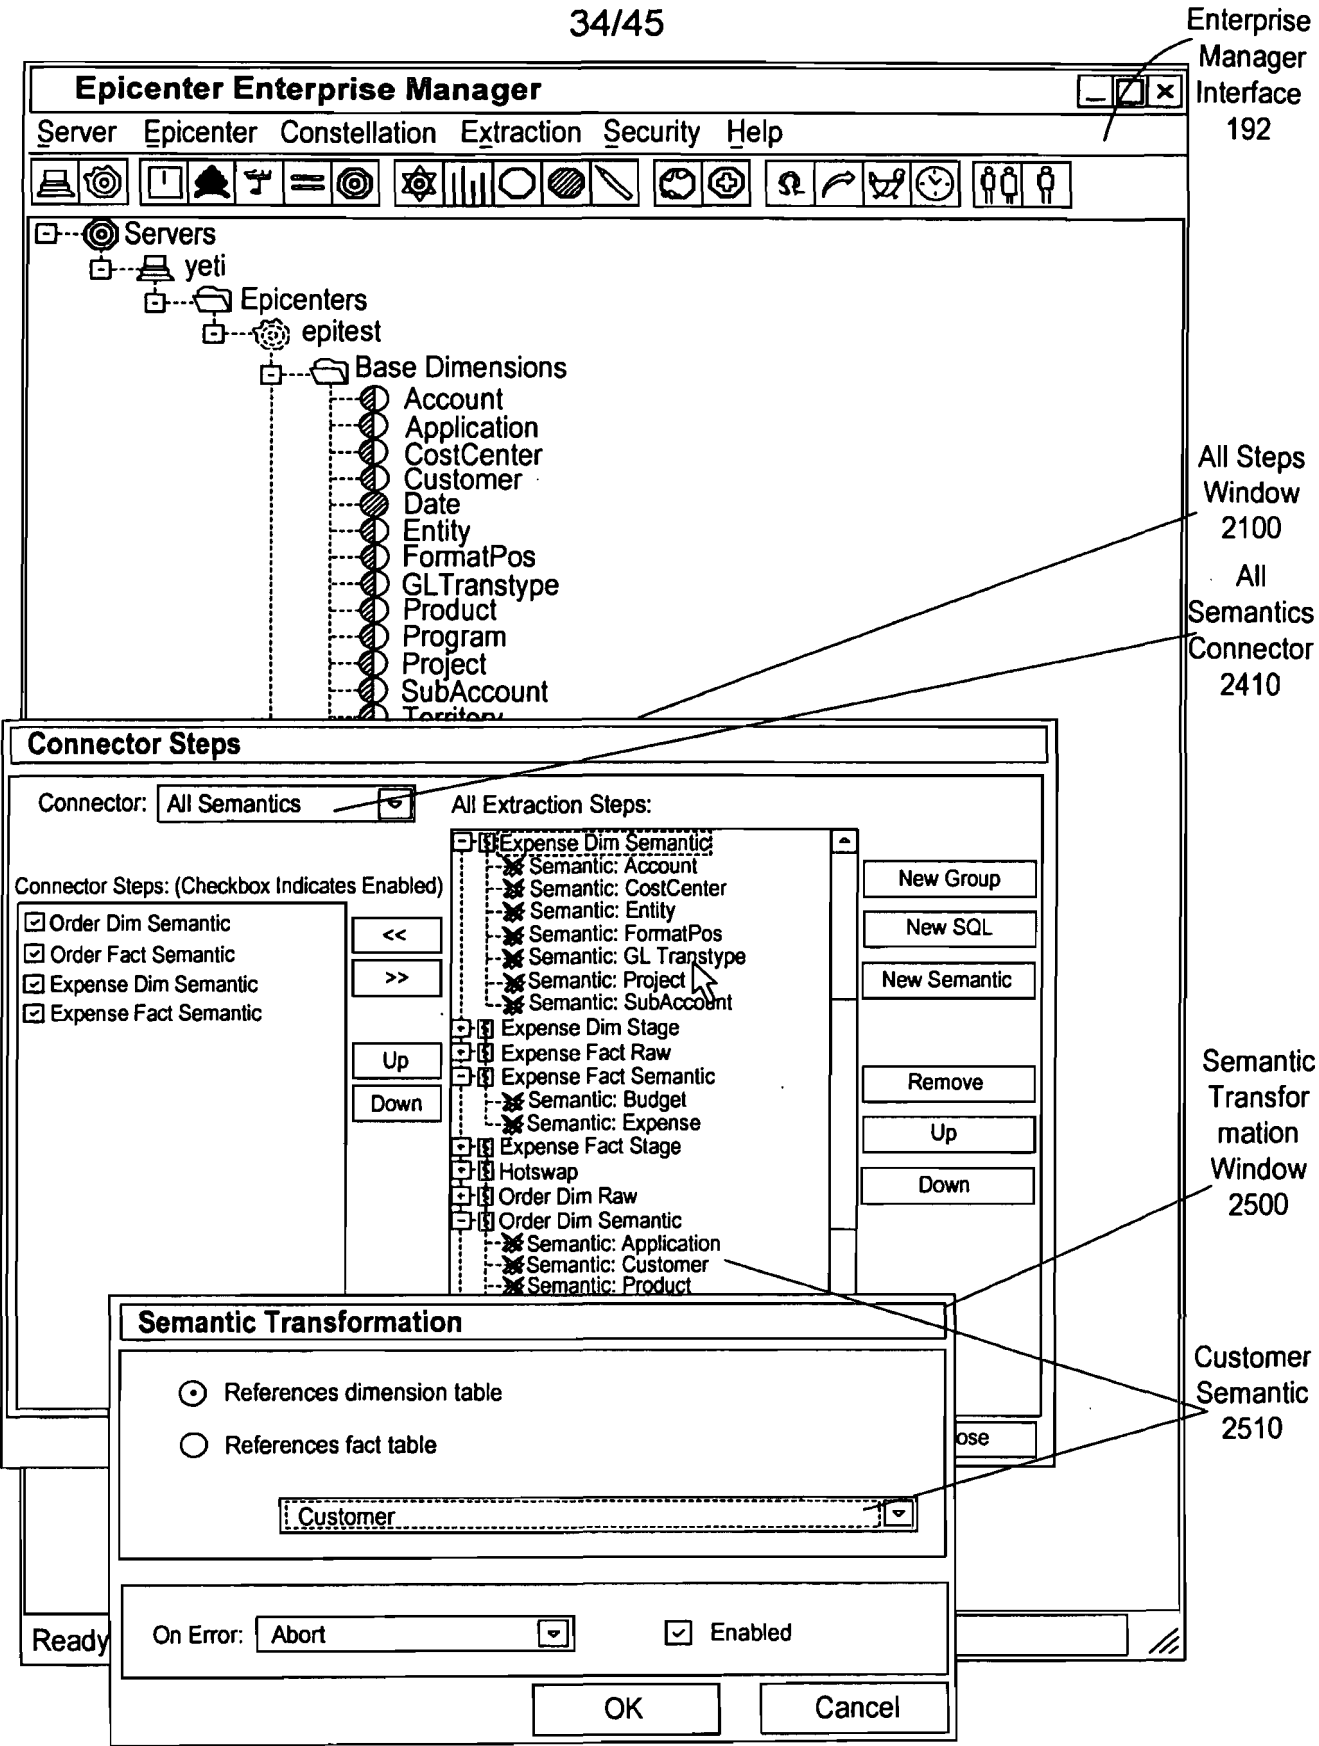 34/45
Enterprise
Manager
Interface
192
Epicenter Enterprise Manager
Server Epicenter Constellation Extraction Security Help
Servers
yeti
Epicenters
epitest
Base Dimensions
Account
Application
CostCenter
Customer
Date
Entity
FormatPos
GLTranstype
Product
Program
Project
SubAccount
Territory
All Steps
Window
2100
All
Semantics
Connector
2410
Connector Steps
Connector: All Semantics
All Extraction Steps:
Connector Steps: (Checkbox Indicates Enabled)
Order Dim Semantic
Order Fact Semantic
Expense Dim Semantic
Expense Fact Semantic
<<
>>
Up
Down
Expense Dim Semantic
Semantic: Account
Semantic: CostCenter
Semantic: Entity
Semantic: FormatPos
Semantic: GL Transtype
Semantic: Project
Semantic: SubAccount
Expense Dim Stage
Expense Fact Raw
Expense Fact Semantic
Semantic: Budget
Semantic: Expense
Expense Fact Stage
Hotswap
Order Dim Raw
Order Dim Semantic
Semantic: Application
Semantic: Customer
Semantic: Product
New Group
New SQL
New Semantic
Remove
Up
Down
ose
Semantic
Transfor
mation
Window
2500
Customer
Semantic
2510
Semantic Transformation
References dimension table
References fact table
Customer
On Error: Abort
Enabled
OK Cancel
Ready